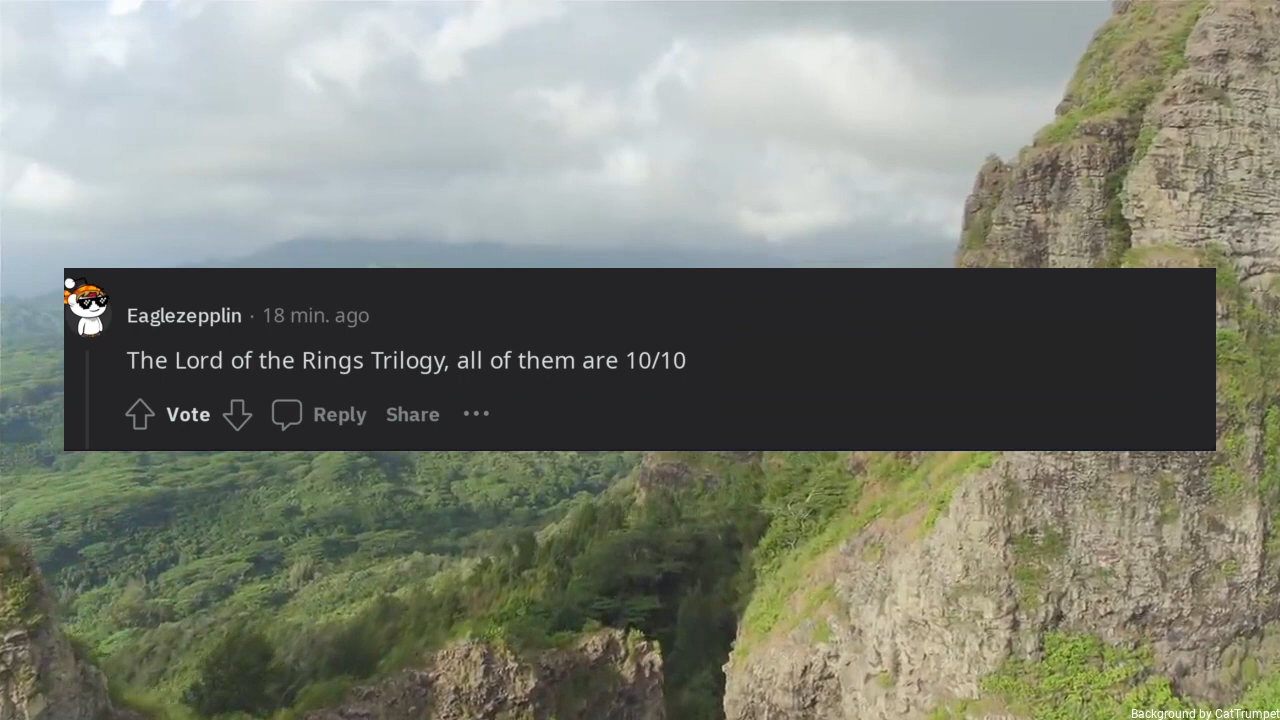 Eaglezepplin · 18 min. ago
The Lord of the Rings Trilogy, all of them are 10/10
Vote Reply Share ···
Background by CatTrumpet